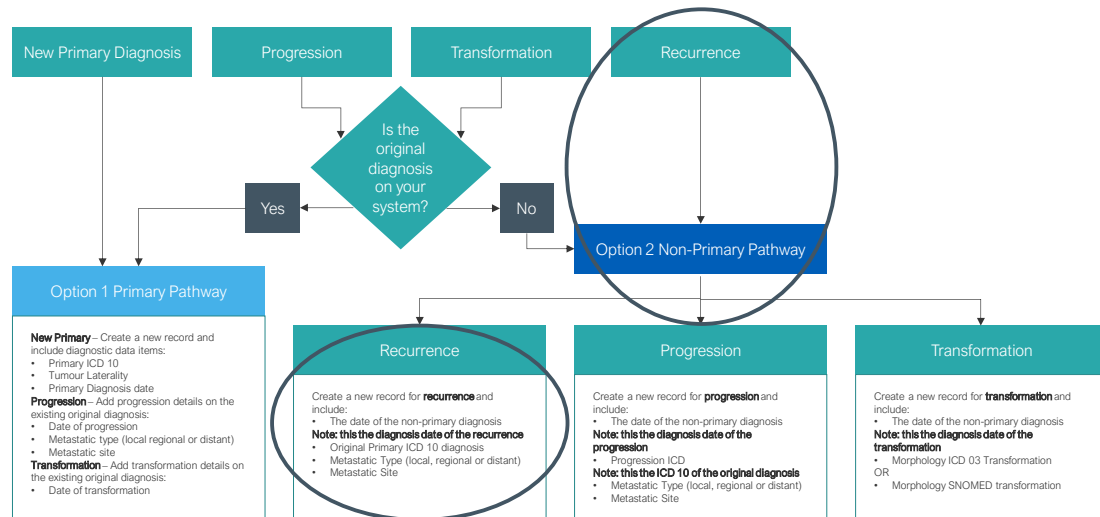 New Primary Diagnosis
Progression
Transformation
Recurrence
Is the
original
diagnosis
on your
system?
Yes
No
Option 2 Non-Primary Pathway
Option 1 Primary Pathway
New Primary – Create a new record and
include diagnostic data items:
• Primary ICD 10
• Tumour Laterality
• Primary Diagnosis date
Progression – Add progression details on the
existing original diagnosis:
• Date of progression
• Metastatic type (local regional or distant)
• Metastatic site
Transformation – Add transformation details on
the existing original diagnosis:
• Date of transformation
Recurrence
Create a new record for recurrence and
include:
• The date of the non-primary diagnosis
Note: this the diagnosis date of the recurrence
• Original Primary ICD 10 diagnosis
• Metastatic Type (local, regional or distant)
• Metastatic Site
Progression
Create a new record for progression and
include:
• The date of the non-primary diagnosis
Note: this the diagnosis date of the
progression
• Progression ICD
Note: this the ICD 10 of the original diagnosis
• Metastatic Type (local, regional or distant)
• Metastatic Site
Transformation
Create a new record for transformation and
include:
• The date of the non-primary diagnosis
Note: this the diagnosis date of the
transformation
• Morphology ICD 03 Transformation
OR
• Morphology SNOMED transformation